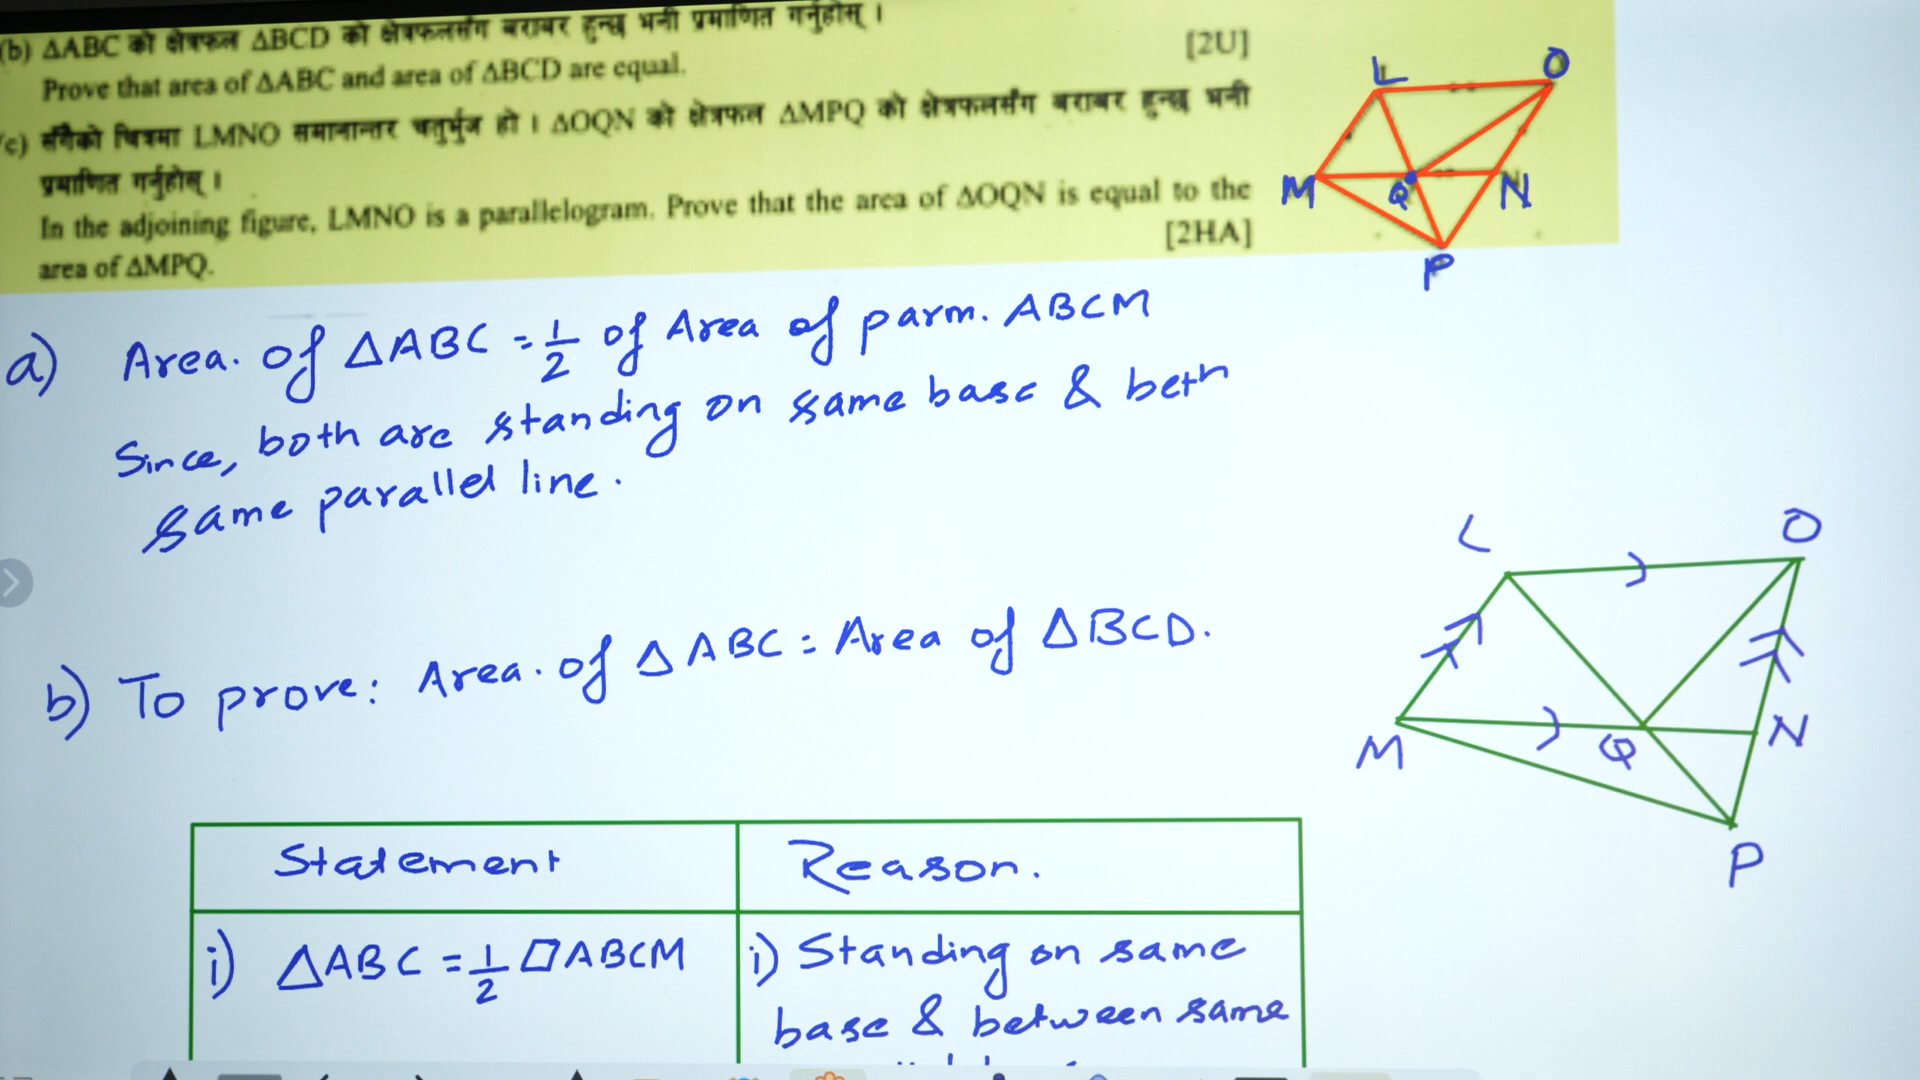 (b) ΔABC को क्षेत्रफल ΔBCD को क्षेत्रफलसँग बराबर हुन्छ भनी प्रमाणित गर्नुहोस् ।
Prove that area of ΔABC and area of ΔBCD are equal. [2U]
(c) सँगैको चित्रमा LMNO समानान्तर चतुर्भुज हो । ΔOQN को क्षेत्रफल ΔMPQ को क्षेत्रफलसँग बराबर हुन्छ भनी
प्रमाणित गर्नुहोस् ।
In the adjoining figure, LMNO is a parallelogram. Prove that the area of ΔOQN is equal to the
area of ΔMPQ. [2HA]
L O
M Q N
P
a) Area. of ΔABC = 1/2 of Area of parm. ABCM
Since, both are standing on same base & beth
same parallel line.
b) To prove: Area. of ΔABC = Area of ΔBCD.
L O
M Q N
P
Statement Reason.
i) ΔABC = 1/2 ▱ABCM i) Standing on same
base & between same